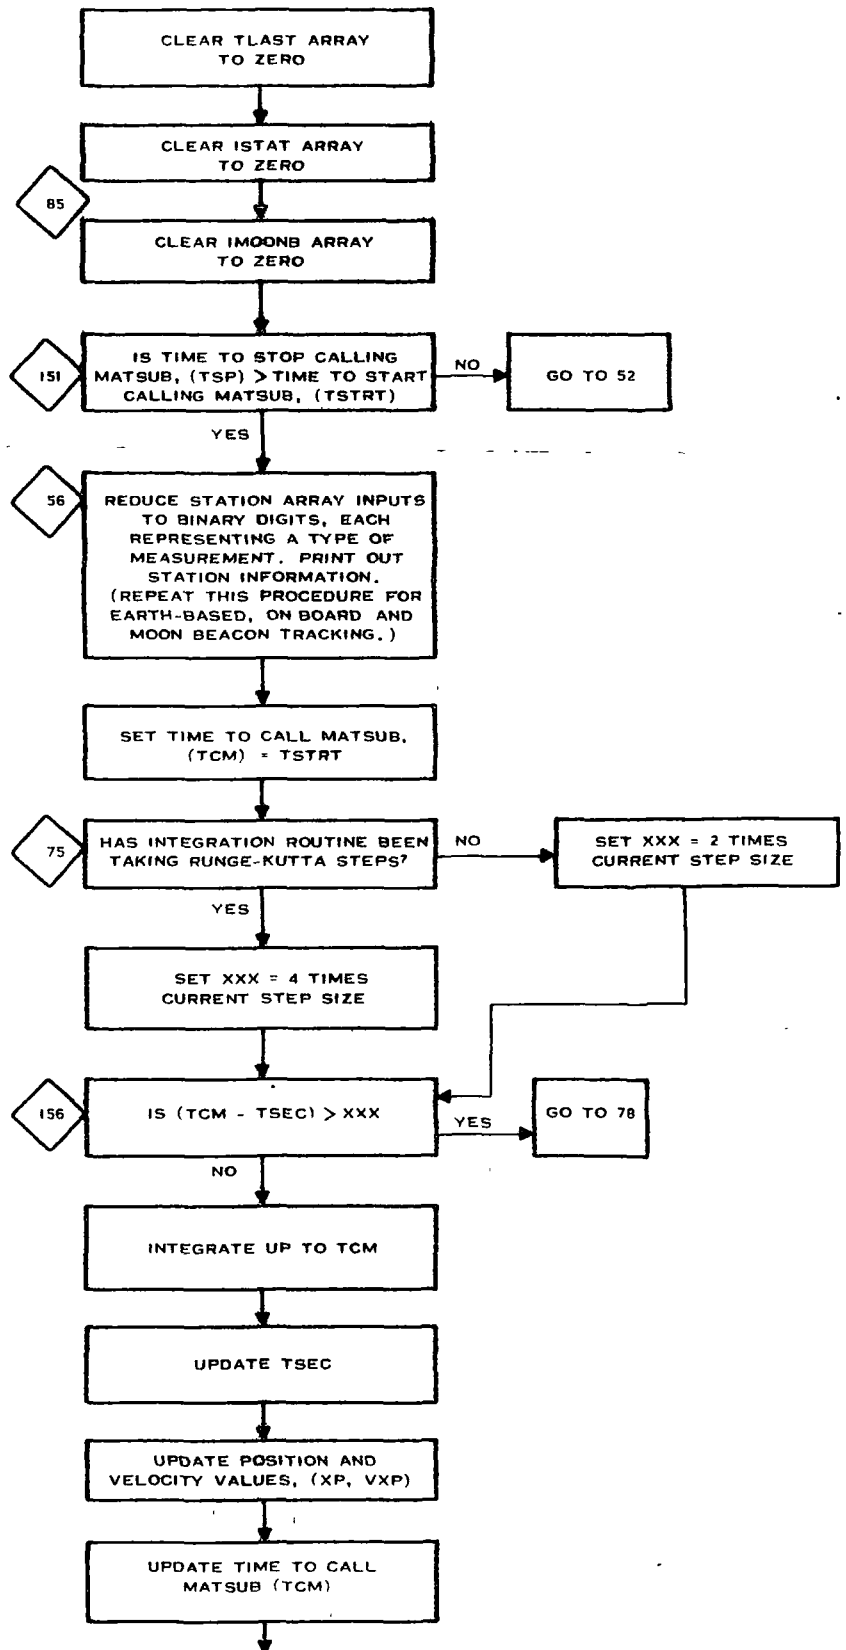 CLEAR TLAST ARRAY
TO ZERO
CLEAR ISTAT ARRAY
TO ZERO
85
CLEAR IMOONB ARRAY
TO ZERO
151
IS TIME TO STOP CALLING
MATSUB, (TSP) > TIME TO START
CALLING MATSUB, (TSTRT)
NO
GO TO 52
YES
56
REDUCE STATION ARRAY INPUTS
TO BINARY DIGITS, EACH
REPRESENTING A TYPE OF
MEASUREMENT. PRINT OUT
STATION INFORMATION.
(REPEAT THIS PROCEDURE FOR
EARTH-BASED, ON BOARD AND
MOON BEACON TRACKING.)
SET TIME TO CALL MATSUB,
(TCM) = TSTRT
75
HAS INTEGRATION ROUTINE BEEN
TAKING RUNGE-KUTTA STEPS?
NO
SET XXX = 2 TIMES
CURRENT STEP SIZE
YES
SET XXX = 4 TIMES
CURRENT STEP SIZE
156
IS (TCM - TSEC) > XXX
YES
GO TO 78
NO
INTEGRATE UP TO TCM
UPDATE TSEC
UPDATE POSITION AND
VELOCITY VALUES, (XP, VXP)
UPDATE TIME TO CALL
MATSUB (TCM)